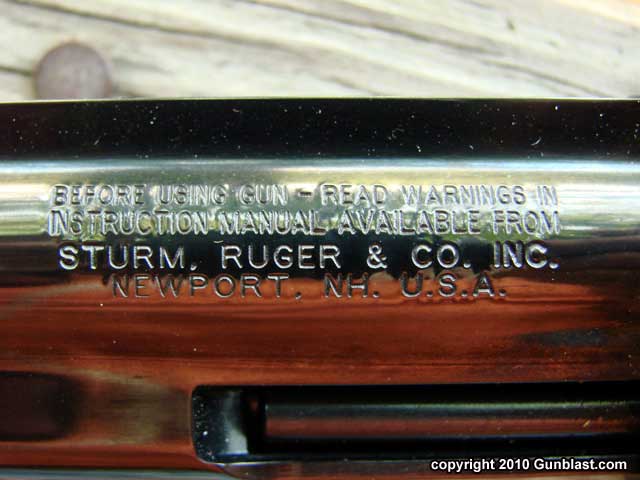 BEFORE USING GUN – READ WARNINGS IN
INSTRUCTION MANUAL AVAILABLE FROM
STURM, RUGER & CO. INC.
NEWPORT, NH. U.S.A.
copyright 2010 Gunblast.com